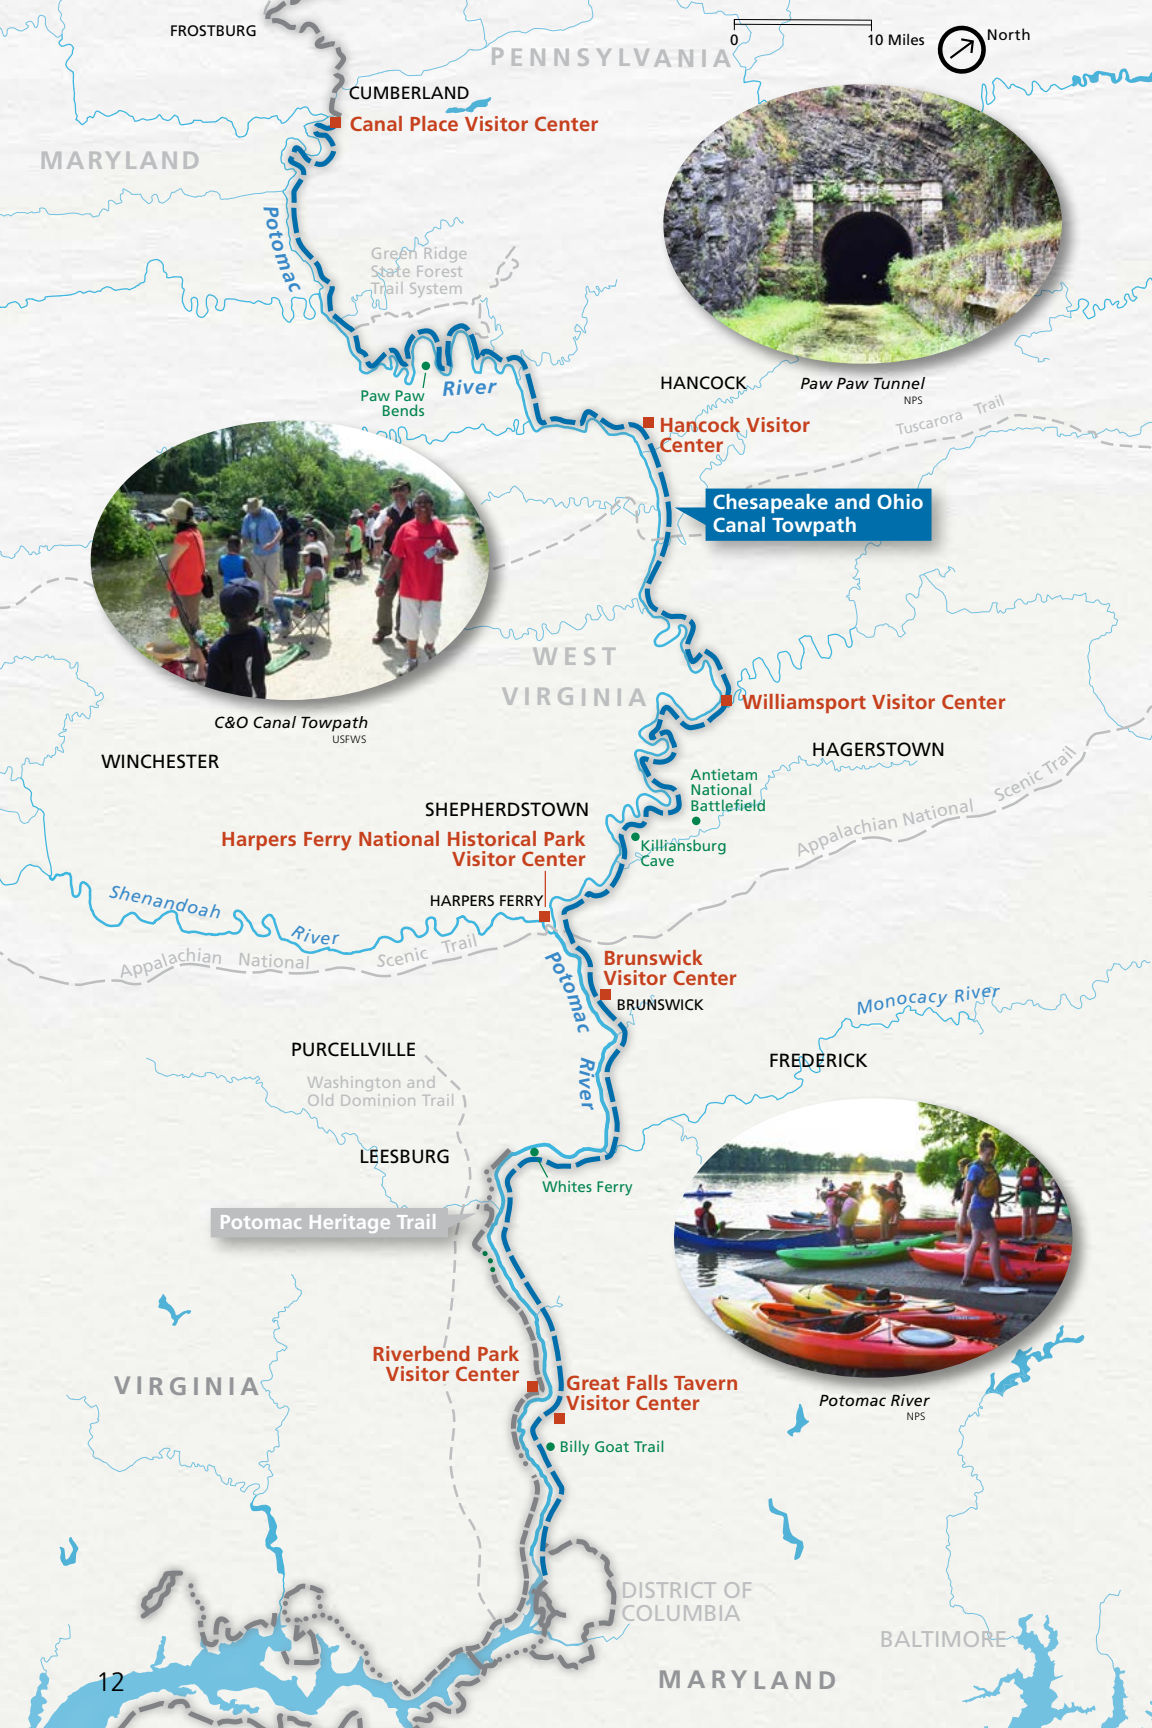 FROSTBURG
0
10 Miles
North
PENNSYLVANIA
CUMBERLAND
Canal Place Visitor Center
MARYLAND
Potomac
Green Ridge
State Forest
Trail System
Paw Paw
Bends
River
HANCOCK
Paw Paw Tunnel
NPS
Hancock Visitor
Center
Tuscarora Trail
Chesapeake and Ohio
Canal Towpath
WEST
VIRGINIA
C&O Canal Towpath
USFWS
Williamsport Visitor Center
WINCHESTER
HAGERSTOWN
Antietam
National
Battlefield
Appalachian National Scenic Trail
SHEPHERDSTOWN
Harpers Ferry National Historical Park
Visitor Center
Killiansburg
Cave
HARPERS FERRY
Shenandoah
River
Appalachian National Scenic Trail
Brunswick
Visitor Center
BRUNSWICK
Potomac
River
Monocacy River
PURCELLVILLE
FREDERICK
Washington and
Old Dominion Trail
LEESBURG
Whites Ferry
Potomac Heritage Trail
Riverbend Park
Visitor Center
VIRGINIA
Great Falls Tavern
Visitor Center
Potomac River
NPS
Billy Goat Trail
DISTRICT OF
COLUMBIA
BALTIMORE
MARYLAND
12